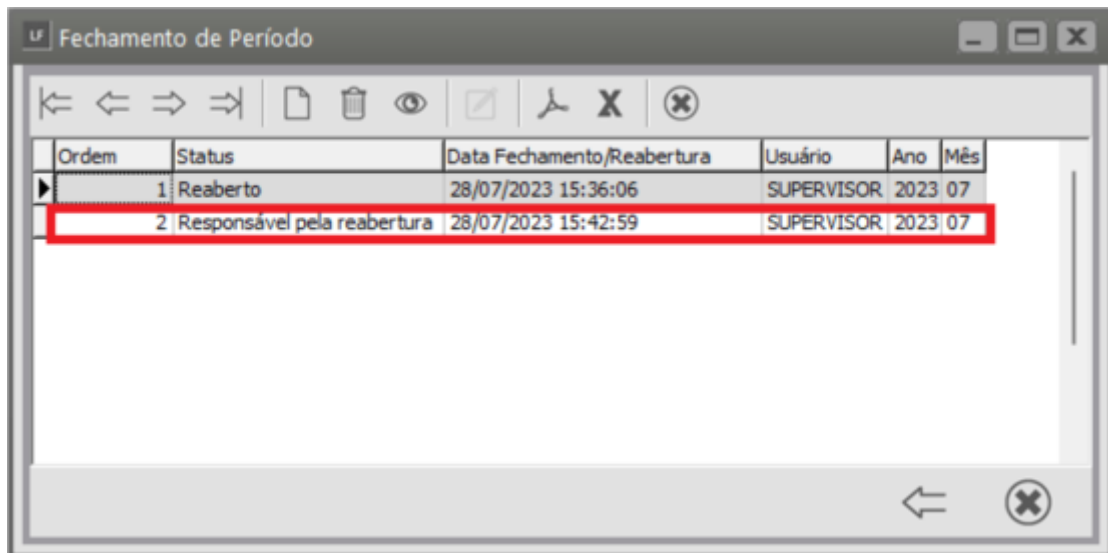 LF Fechamento de Período
Ordem Status Data Fechamento/Reabertura Usuário Ano Mês
1 Reaberto 28/07/2023 15:36:06 SUPERVISOR 2023 07
2 Responsável pela reabertura 28/07/2023 15:42:59 SUPERVISOR 2023 07